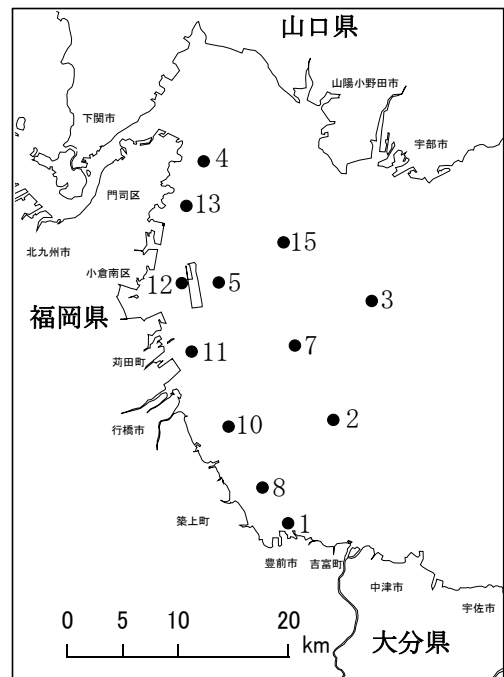 山口県
山陽小野田市
下関市
宇部市
4
門司区
13
北九州市
15
小倉南区
12
5
3
福岡県
11
7
苅田町
10
2
行橋市
8
築上町
1
豊前市
吉富町
中津市
宇佐市
0 10 20
km
大分県